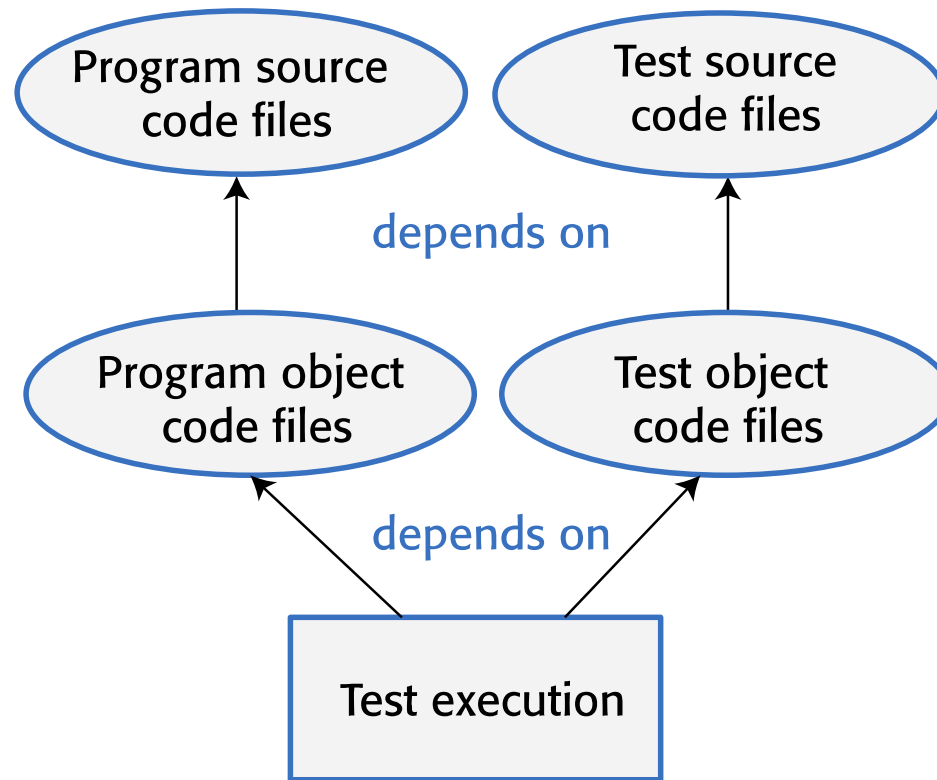 Program source
code files
Test source
code files
depends on
Program object
code files
Test object
code files
depends on
Test execution